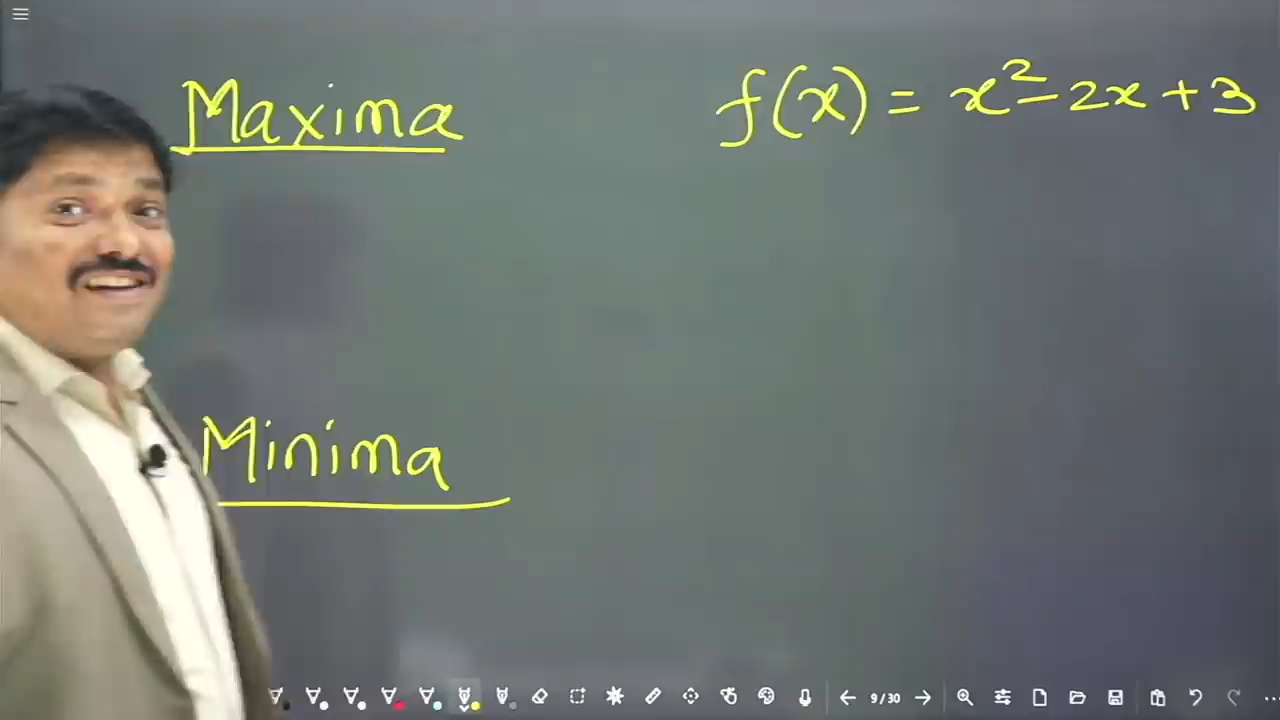 Maxima
f(x) = x² - 2x + 3
Minima
9/30